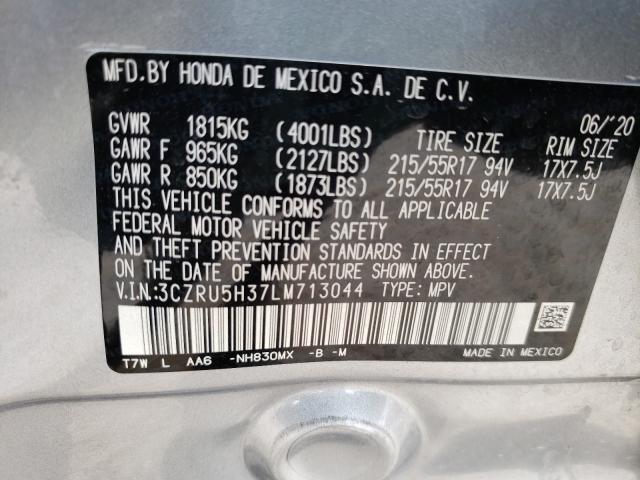 MFD.BY HONDA DE MEXICO S.A. DE C.V.
06/'20
GVWR 1815KG (4001LBS) TIRE SIZE RIM SIZE
GAWR F 965KG (2127LBS) 215/55R17 94V 17X7.5J
GAWR R 850KG (1873LBS) 215/55R17 94V 17X7.5J
THIS VEHICLE CONFORMS TO ALL APPLICABLE
FEDERAL MOTOR VEHICLE SAFETY
AND THEFT PREVENTION STANDARDS IN EFFECT
ON THE DATE OF MANUFACTURE SHOWN ABOVE.
V.I.N.:3CZRU5H37LM713044 TYPE: MPV
T7W L AA6 -NH830MX -B -M
MADE IN MEXICO